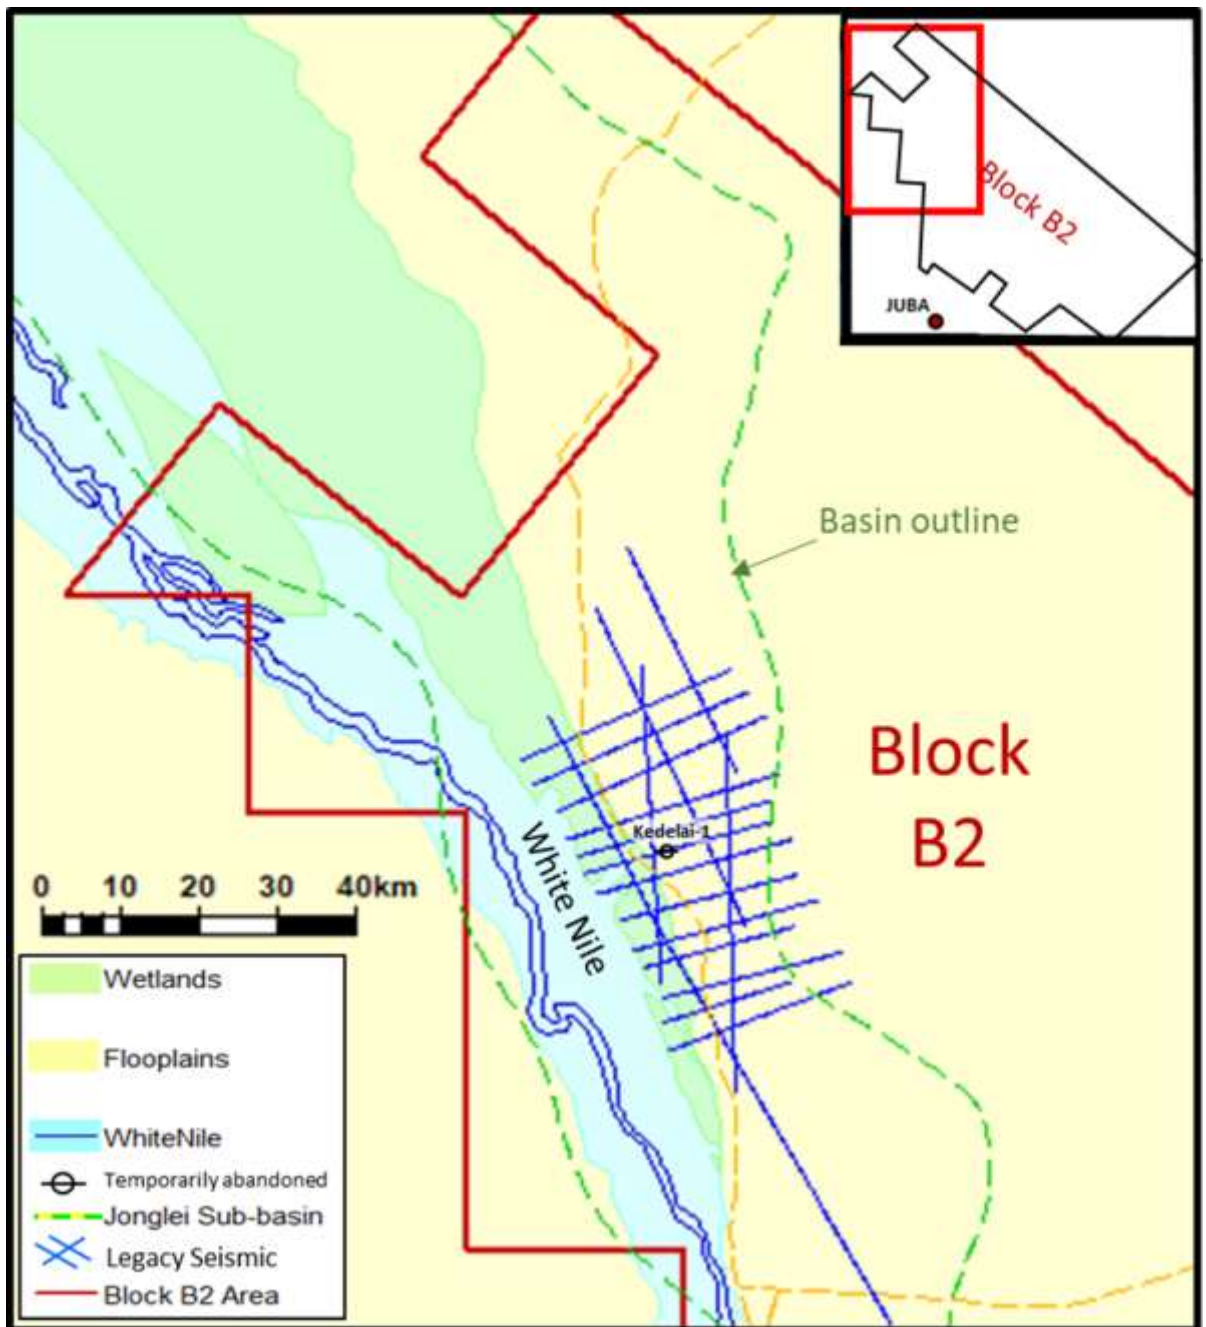 Block B2
JUBA
Basin outline
Block
B2
Kedelai-1
White Nile
0 10 20 30 40km
Wetlands
Flooplains
WhiteNile
Temporarily abandoned
Jonglei Sub-basin
Legacy Seismic
Block B2 Area